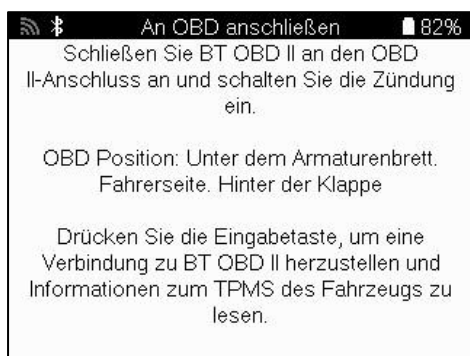 An OBD anschließen 82%
Schließen Sie BT OBD II an den OBD
II-Anschluss an und schalten Sie die Zündung
ein.
OBD Position: Unter dem Armaturenbrett.
Fahrerseite. Hinter der Klappe
Drücken Sie die Eingabetaste, um eine
Verbindung zu BT OBD II herzustellen und
Informationen zum TPMS des Fahrzeugs zu
lesen.